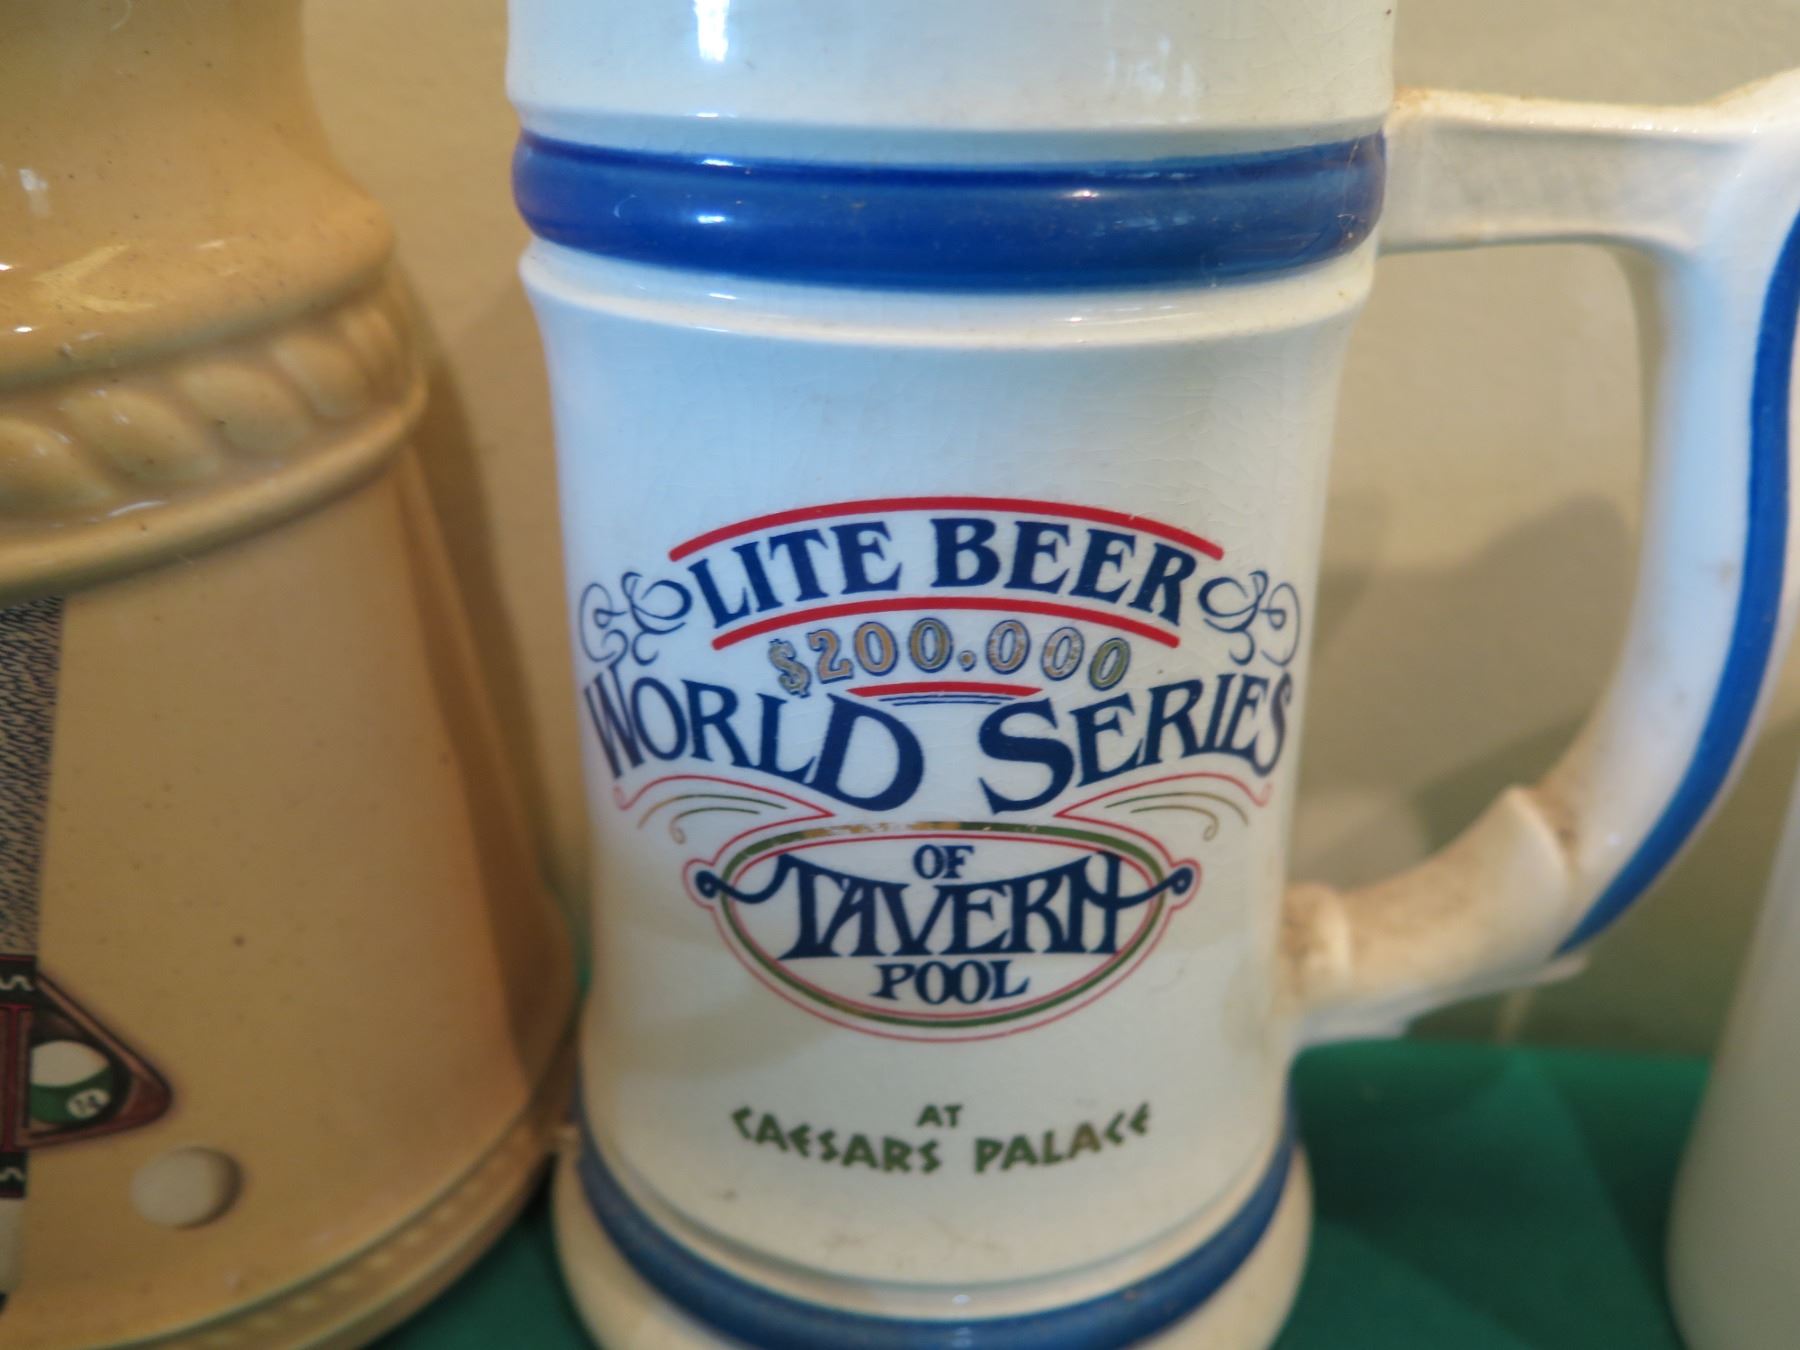 LITE BEER
$200.000
WORLD SERIES
OF
TAVERN
POOL
AT
CAESARS PALACE